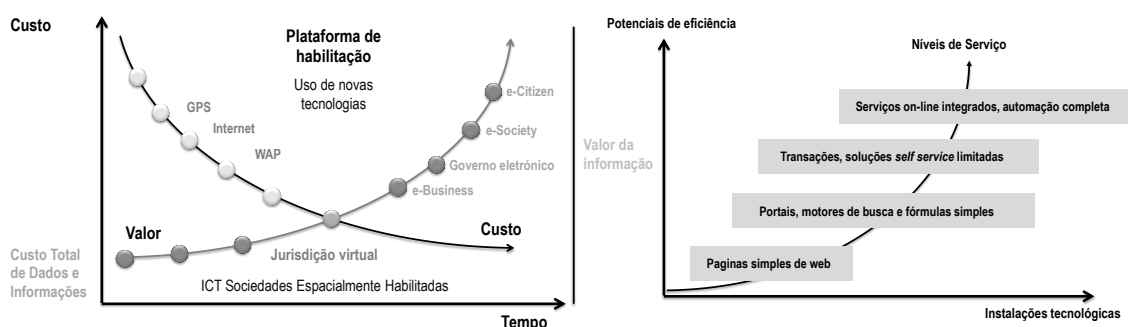 Custo
Plataforma de
habilitação
Uso de novas
tecnologias
GPS
Internet
WAP
e-Citizen
e-Society
Governo eletrónico
e-Business
Valor
Custo
Jurisdição virtual
Custo Total
de Dados e
Informações
ICT Sociedades Espacialmente Habilitadas
Tempo
Valor da
informação
Potenciais de eficiência
Níveis de Serviço
Serviços on-line integrados, automação completa
Transações, soluções self service limitadas
Portais, motores de busca e fórmulas simples
Paginas simples de web
Instalações tecnológicas